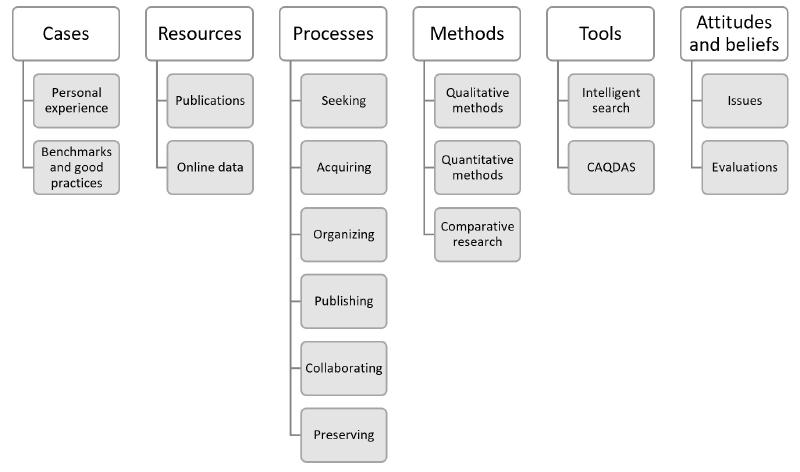 Cases
Personal
experience
Benchmarks
and good
practices
Resources
Publications
Online data
Processes
Seeking
Acquiring
Organizing
Publishing
Collaborating
Preserving
Methods
Qualitative
methods
Quantitative
methods
Comparative
research
Tools
Intelligent
search
CAQDAS
Attitudes
and beliefs
Issues
Evaluations